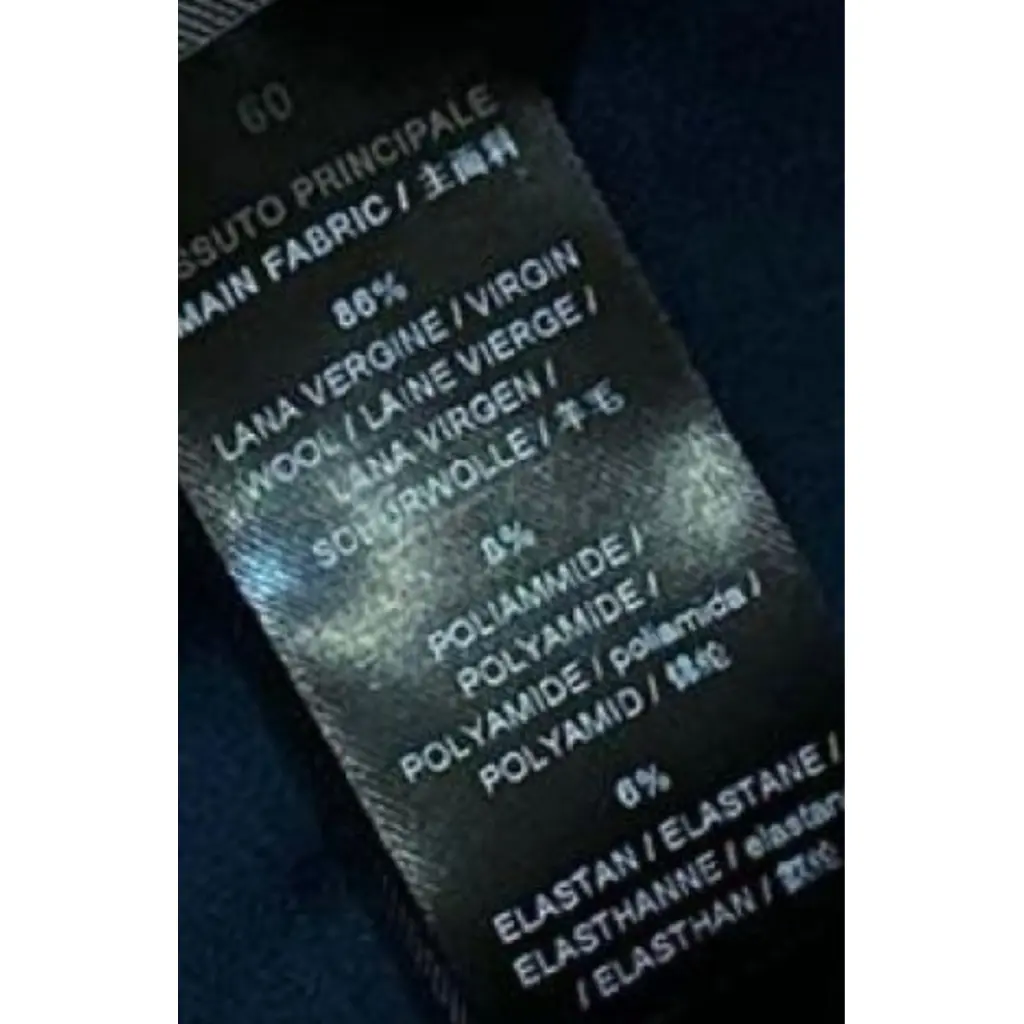 60
SSUTO PRINCIPALE
MAIN FABRIC / 主面料
86%
LANA VERGINE / VIRGIN
WOOL / LAINE VIERGE /
LANA VIRGEN /
/ 羊毛
8%
POLIAMMIDE /
POLYAMIDE /
POLYAMIDE / poliamida /
POLYAMID / 锦纶
6%
ELASTAN / ELASTANE /
ELASTHANNE / elastan
/ ELASTHAN /